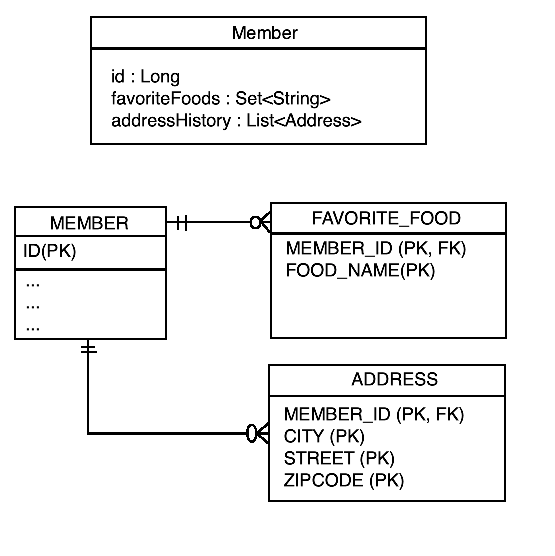 Member
id : Long
favoriteFoods : Set<String>
addressHistory : List<Address>
MEMBER
ID(PK)
...
...
...
FAVORITE_FOOD
MEMBER_ID (PK, FK)
FOOD_NAME(PK)
ADDRESS
MEMBER_ID (PK, FK)
CITY (PK)
STREET (PK)
ZIPCODE (PK)